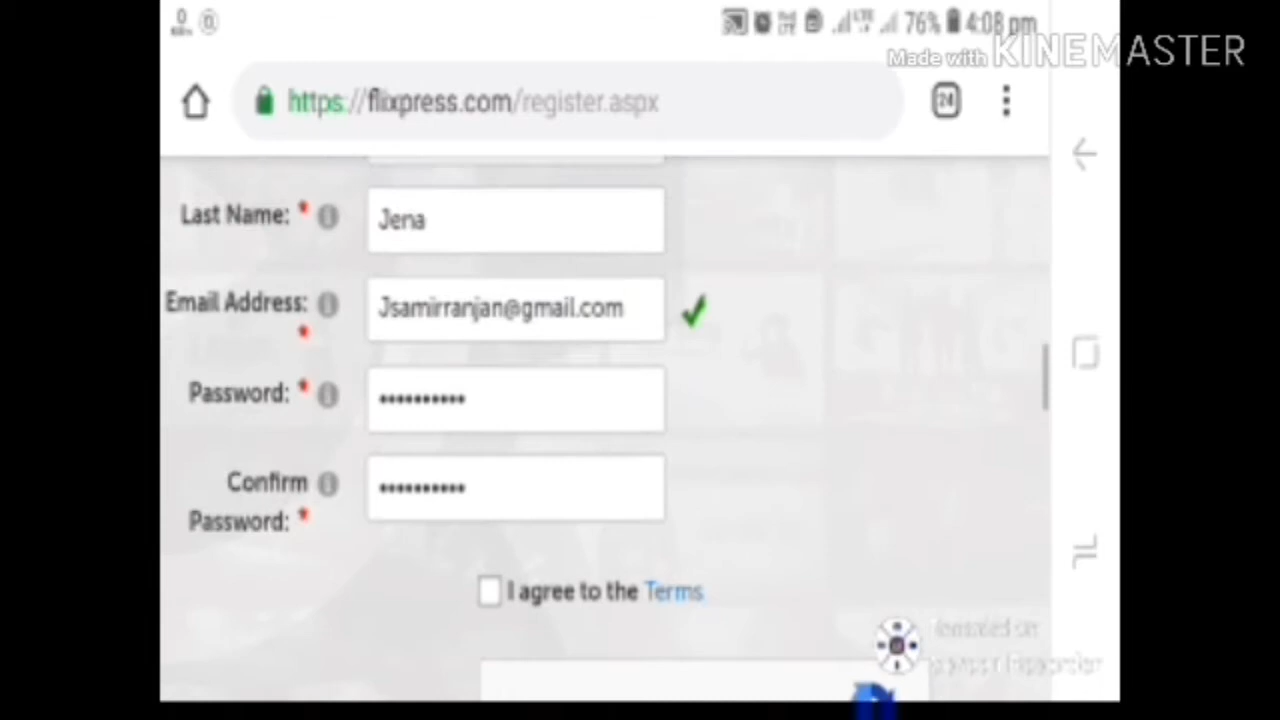 76% 4:08 pm
Made with KINEMASTER
https://flixpress.com/register.aspx
24
Last Name: *
Jena
Email Address: *
Jsamirranjan@gmail.com
Password: *
••••••••••
Confirm Password: *
••••••••••
I agree to the Terms